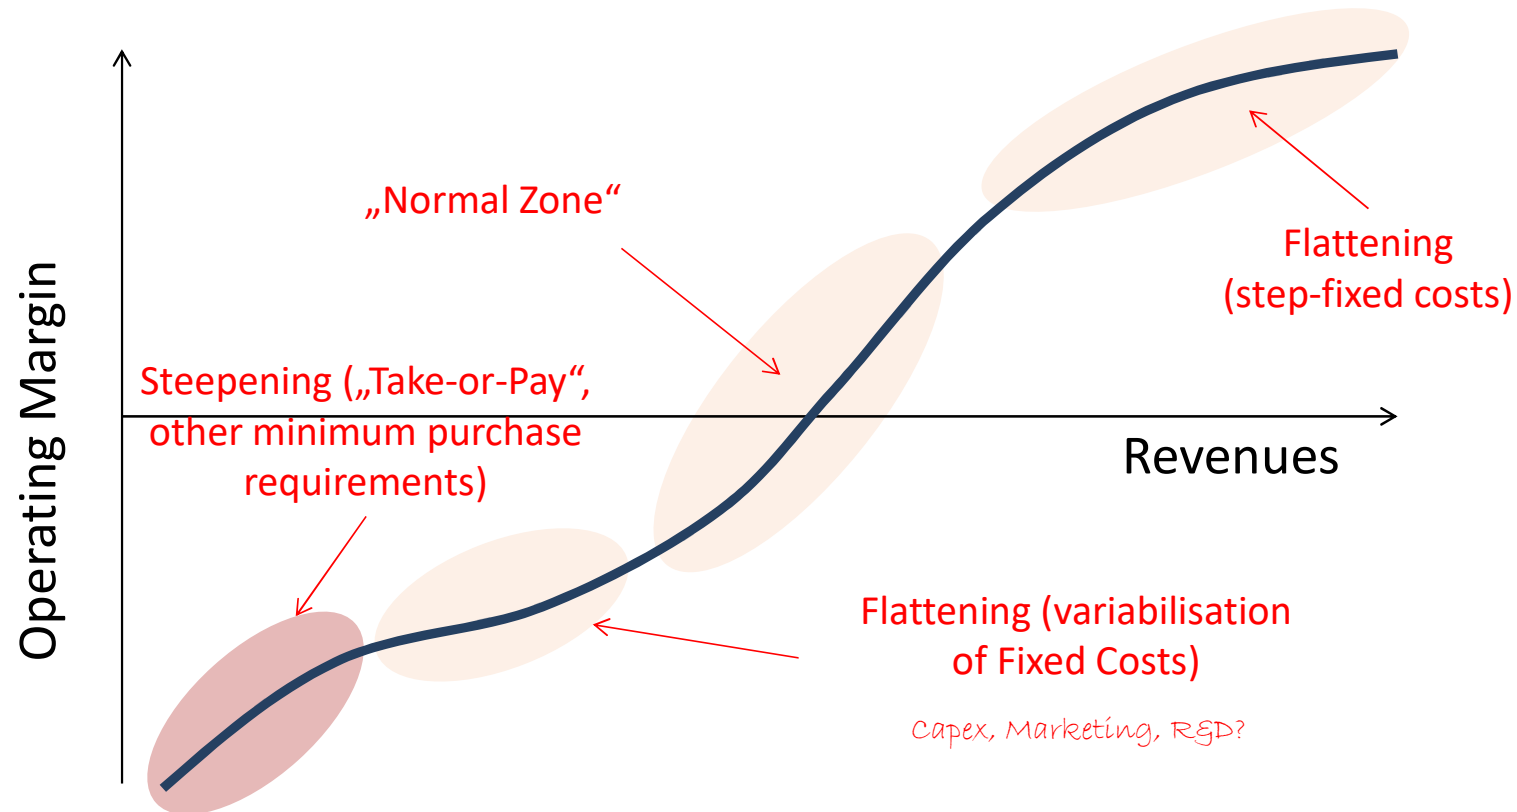 Operating Margin
„Normal Zone“
Flattening
(step-fixed costs)
Steepening („Take-or-Pay“,
other minimum purchase
requirements)
Revenues
Flattening (variabilisation
of Fixed Costs)
Capex, Marketing, R&D?